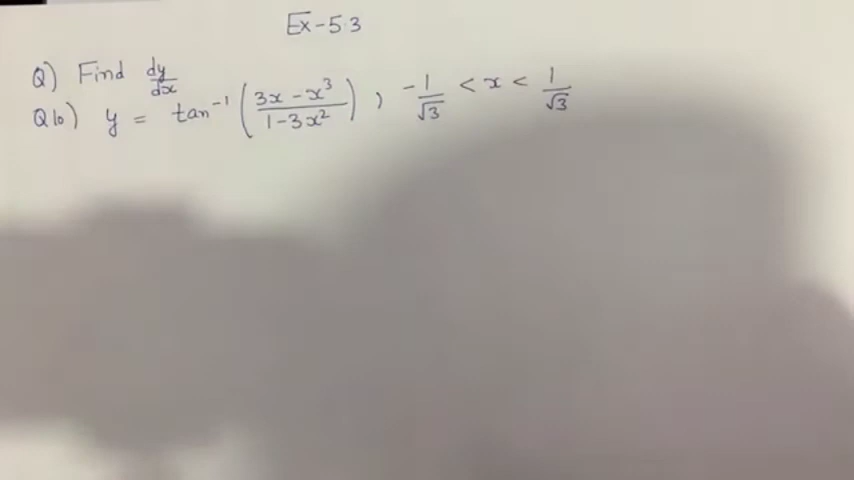 Ex-5.3
Q) Find dy/dx
Q10) y = tan⁻¹ ( (3x - x³)/(1 - 3x²) ) , -1/√3 < x < 1/√3